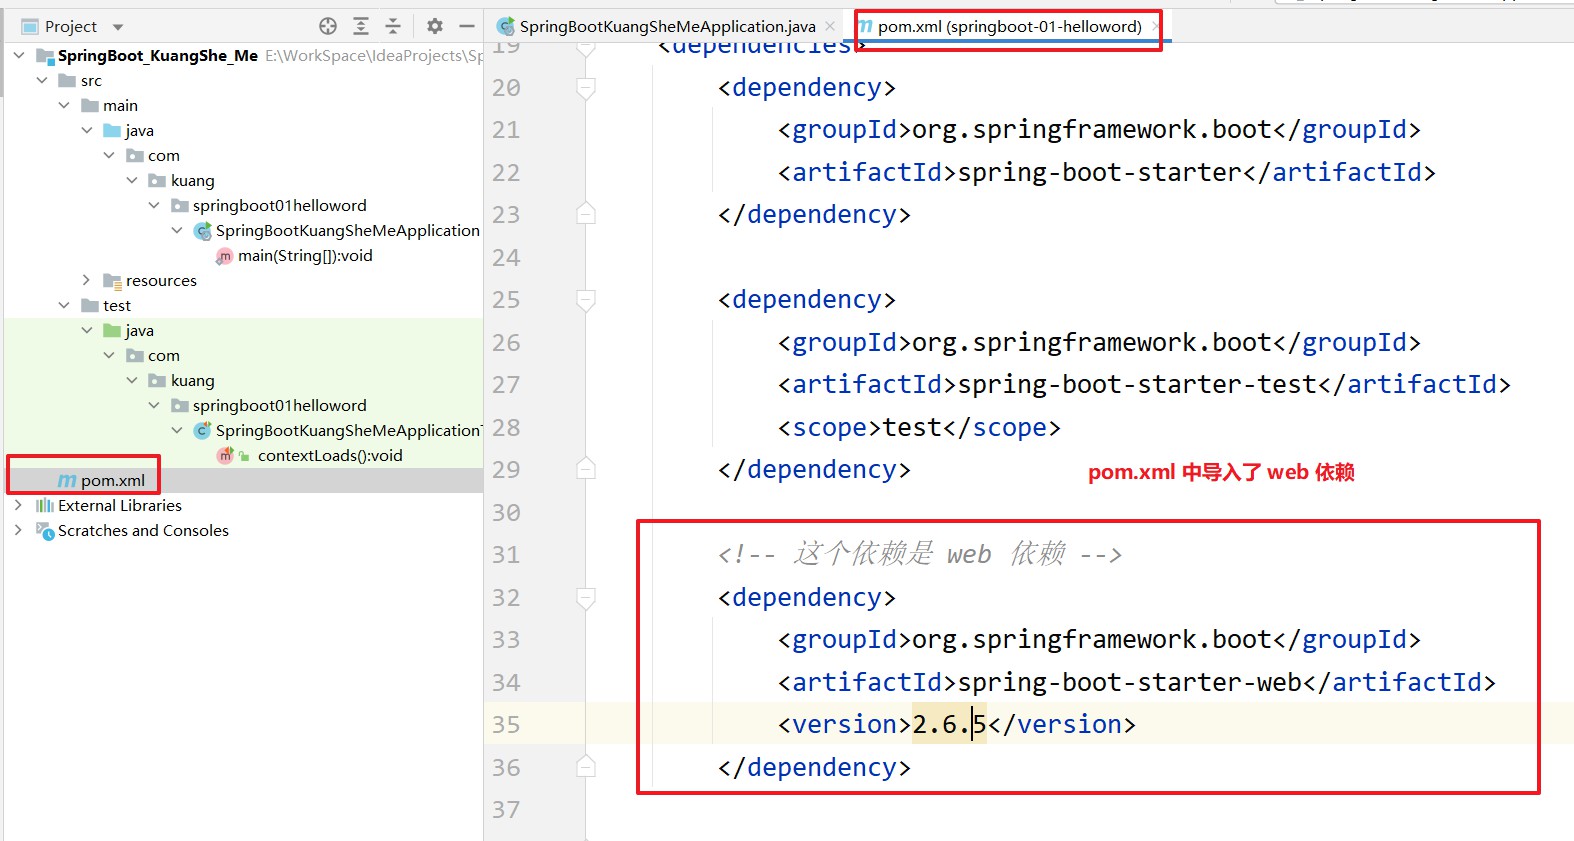 Project
SpringBoot_KuangShe_Me E:\WorkSpace\IdeaProjects\Sp
src
main
java
com
kuang
springboot01helloword
SpringBootKuangSheMeApplication
main(String[]):void
resources
test
java
com
kuang
springboot01helloword
SpringBootKuangSheMeApplication
contextLoads():void
pom.xml
External Libraries
Scratches and Consoles
SpringBootKuangSheMeApplication.java
pom.xml (springboot-01-helloword)
19 <dependencies>
20 <dependency>
21 <groupId>org.springframework.boot</groupId>
22 <artifactId>spring-boot-starter</artifactId>
23 </dependency>
24
25 <dependency>
26 <groupId>org.springframework.boot</groupId>
27 <artifactId>spring-boot-starter-test</artifactId>
28 <scope>test</scope>
29 </dependency>
pom.xml 中导入了 web 依赖
30
31 <!-- 这个依赖是 web 依赖 -->
32 <dependency>
33 <groupId>org.springframework.boot</groupId>
34 <artifactId>spring-boot-starter-web</artifactId>
35 <version>2.6.5</version>
36 </dependency>
37